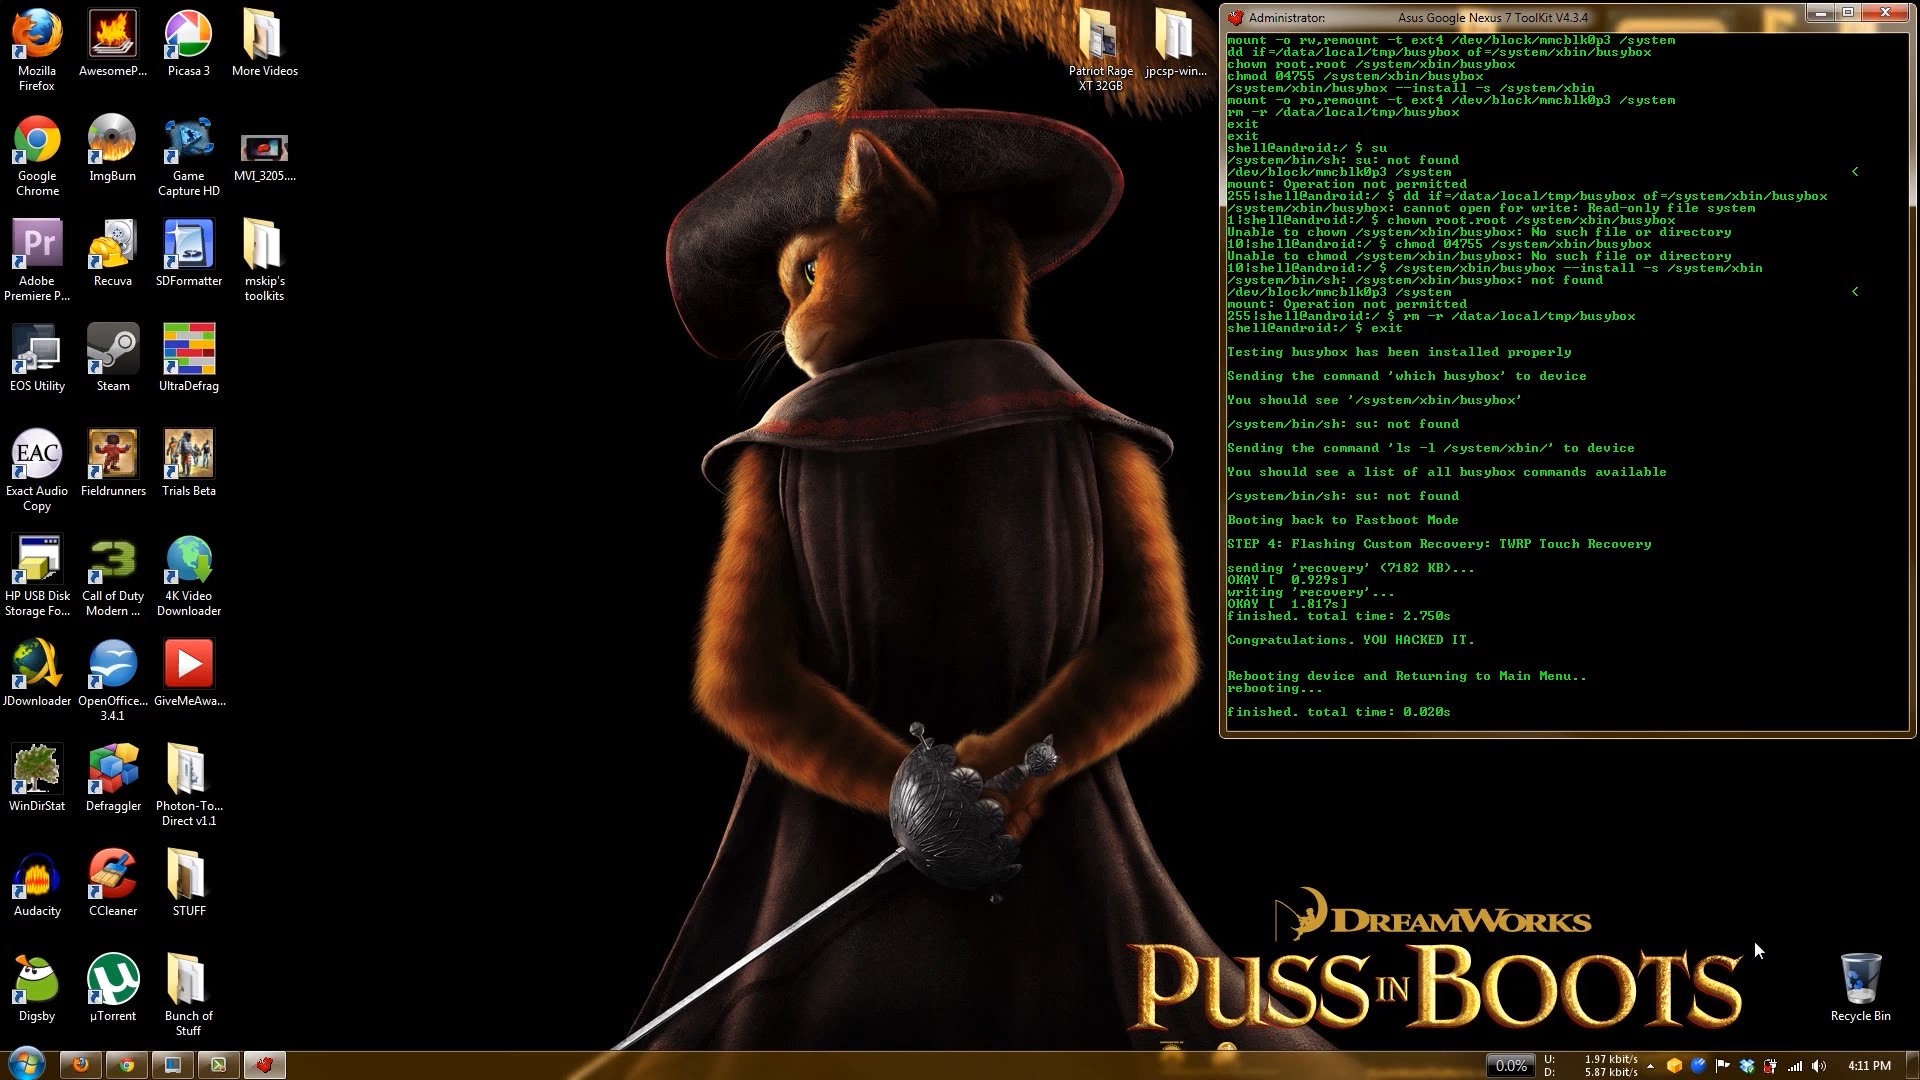 Mozilla Firefox
AwesomeP...
Picasa 3
More Videos
Google Chrome
ImgBurn
Game Capture HD
MVI_3205....
Pr
Adobe Premiere P...
Recuva
SDFormatter
mskip's toolkits
EOS Utility
Steam
UltraDefrag
EAC
Exact Audio Copy
Fieldrunners
Trials Beta
HP USB Disk Storage Fo...
3
Call of Duty Modern ...
4K Video Downloader
JDownloader
OpenOffice... 3.4.1
GiveMeAwa...
WinDirStat
Defraggler
Photon-To... Direct v1.1
Audacity
CCleaner
STUFF
Digsby
µ
µTorrent
Bunch of Stuff
Patriot Rage XT 32GB
jpcsp-win...
Administrator: Asus Google Nexus 7 ToolKit V4.3.4
mount -o rw,remount -t ext4 /dev/block/mmcblk0p3 /system
dd if=/data/local/tmp/busybox of=/system/xbin/busybox
chown root.root /system/xbin/busybox
chmod 04755 /system/xbin/busybox
/system/xbin/busybox --install -s /system/xbin
mount -o ro,remount -t ext4 /dev/block/mmcblk0p3 /system
rm -r /data/local/tmp/busybox
exit
exit
shell@android:/ $ su
/system/bin/sh: su: not found
/dev/block/mmcblk0p3 /system <
mount: Operation not permitted
255|shell@android:/ $ dd if=/data/local/tmp/busybox of=/system/xbin/busybox
/system/xbin/busybox: cannot open for write: Read-only file system
1|shell@android:/ $ chown root.root /system/xbin/busybox
Unable to chown /system/xbin/busybox: No such file or directory
10|shell@android:/ $ chmod 04755 /system/xbin/busybox
Unable to chmod /system/xbin/busybox: No such file or directory
10|shell@android:/ $ /system/xbin/busybox --install -s /system/xbin
/system/bin/sh: /system/xbin/busybox: not found
/dev/block/mmcblk0p3 /system <
mount: Operation not permitted
255|shell@android:/ $ rm -r /data/local/tmp/busybox
shell@android:/ $ exit
Testing busybox has been installed properly
Sending the command 'which busybox' to device
You should see '/system/xbin/busybox'
/system/bin/sh: su: not found
Sending the command 'ls -l /system/xbin/' to device
You should see a list of all busybox commands available
/system/bin/sh: su: not found
Booting back to Fastboot Mode
STEP 4: Flashing Custom Recovery: TWRP Touch Recovery
sending 'recovery' (7182 KB)...
OKAY [ 0.929s]
writing 'recovery'...
OKAY [ 1.817s]
finished. total time: 2.750s
Congratulations. YOU HACKED IT.
Rebooting device and Returning to Main Menu..
rebooting...
finished. total time: 0.020s
DREAMWORKS
PUSS IN BOOTS
Recycle Bin
0.0%
U: 1.97 kbit/s
D: 5.87 kbit/s
4:11 PM